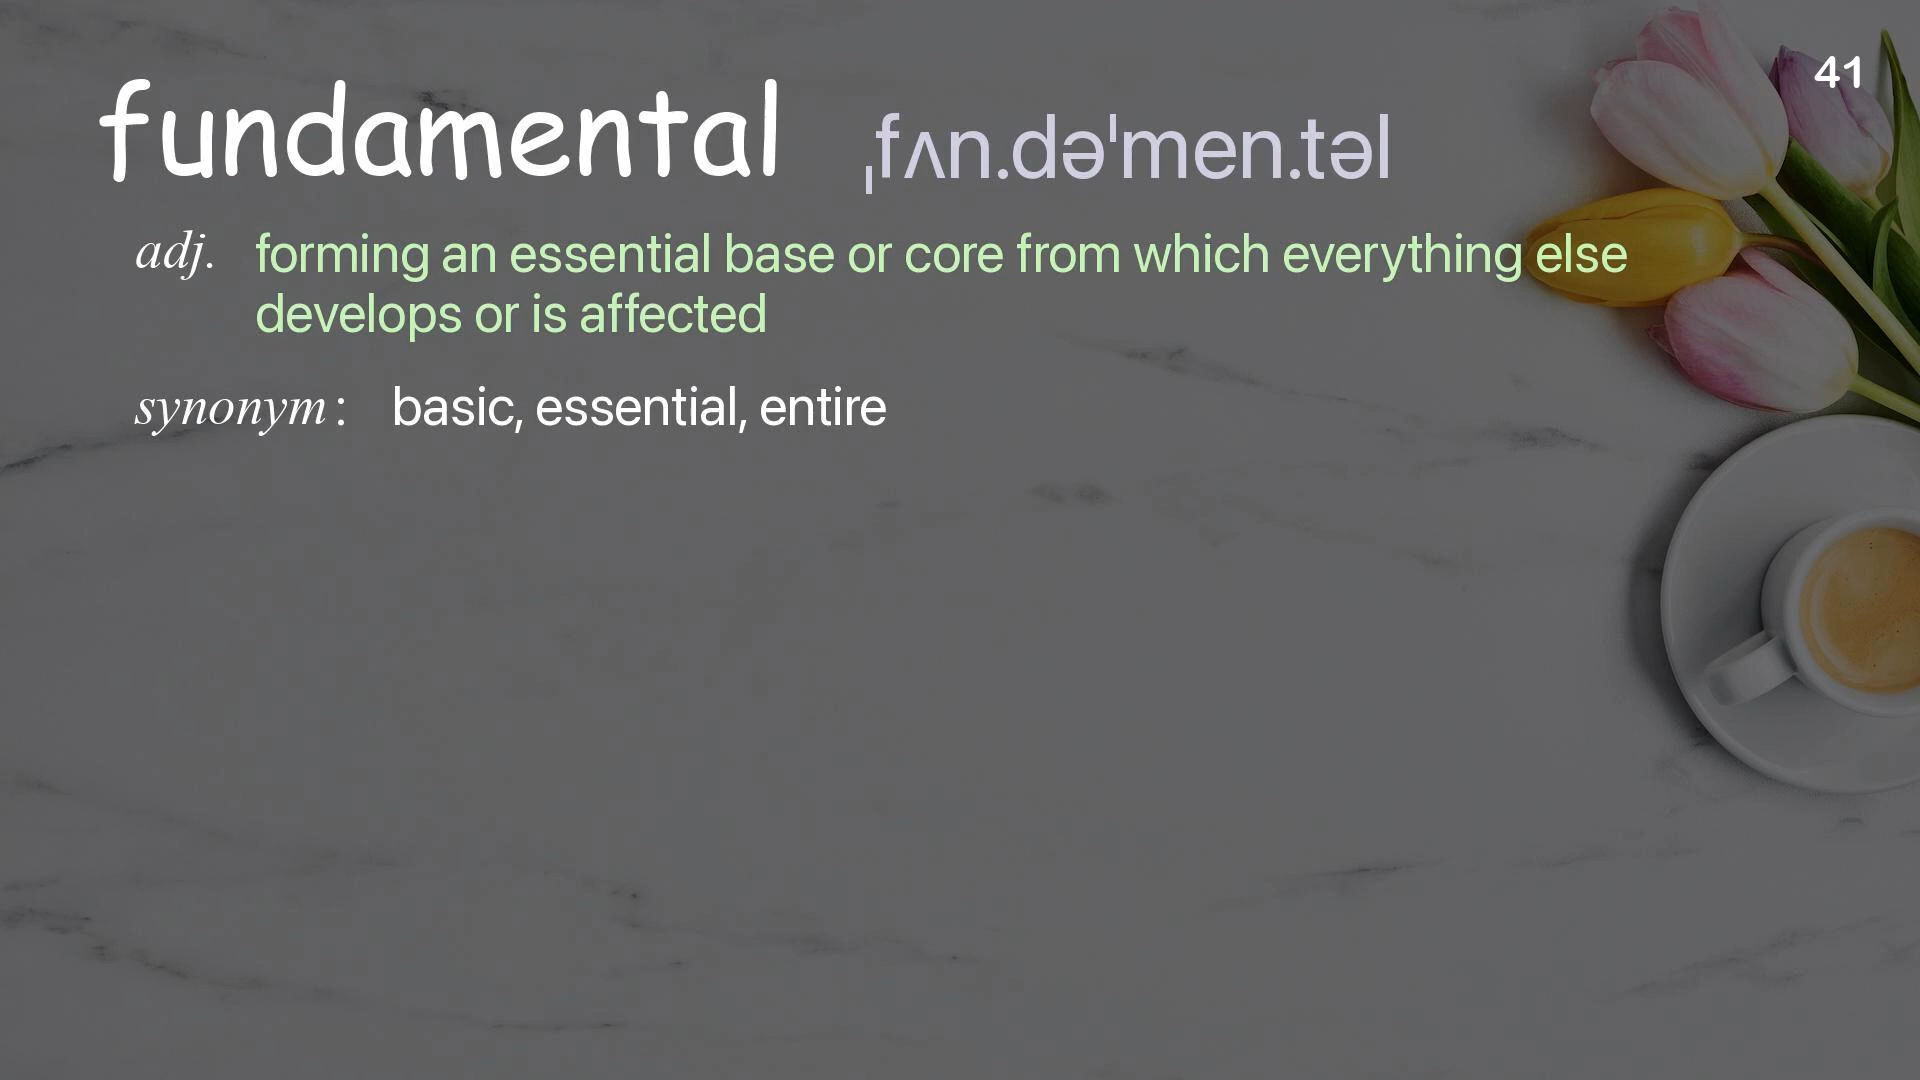 41
fundamental ˌfʌn.dəˈmen.təl
adj. forming an essential base or core from which everything else
develops or is affected
synonym: basic, essential, entire